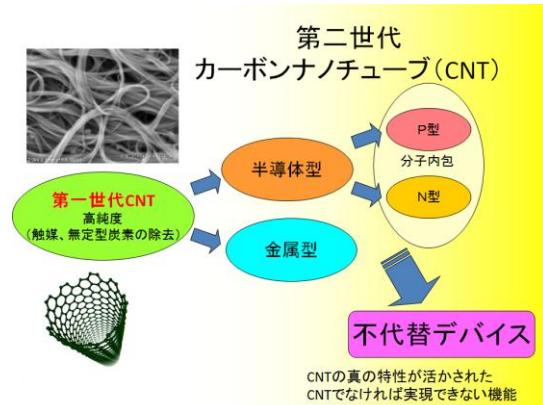 第二世代
カーボンナノチューブ(CNT)
第一世代CNT
高純度
(触媒、無定型炭素の除去)
半導体型
金属型
P型
分子内包
N型
不代替デバイス
CNTの真の特性が活かされた
CNTでなければ実現できない機能